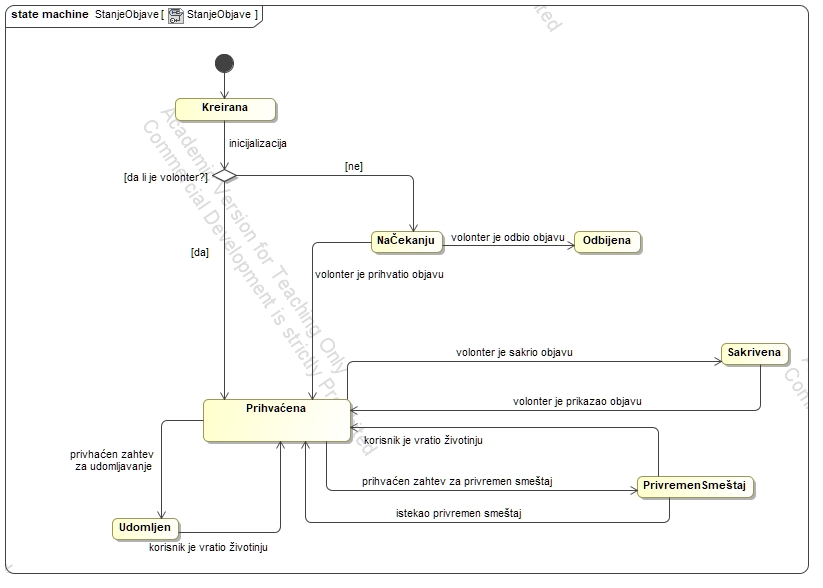 state machine StanjeObjave [ StanjeObjave ]
Kreirana
inicijalizacija
[da li je volonter?]
[ne]
[da]
NaČekanju
volonter je odbio objavu
Odbijena
volonter je prihvatio objavu
volonter je sakrio objavu
Sakrivena
volonter je prikazao objavu
Prihvaćena
korisnik je vratio životinju
privhaćen zahtev
za udomljavanje
prihvaćen zahtev za privremen smeštaj
PrivremenSmeštaj
istekao privremen smeštaj
Udomljen
korisnik je vratio životinju
Academic Version for Teaching Only
Commercial Development is strictly Prohibited